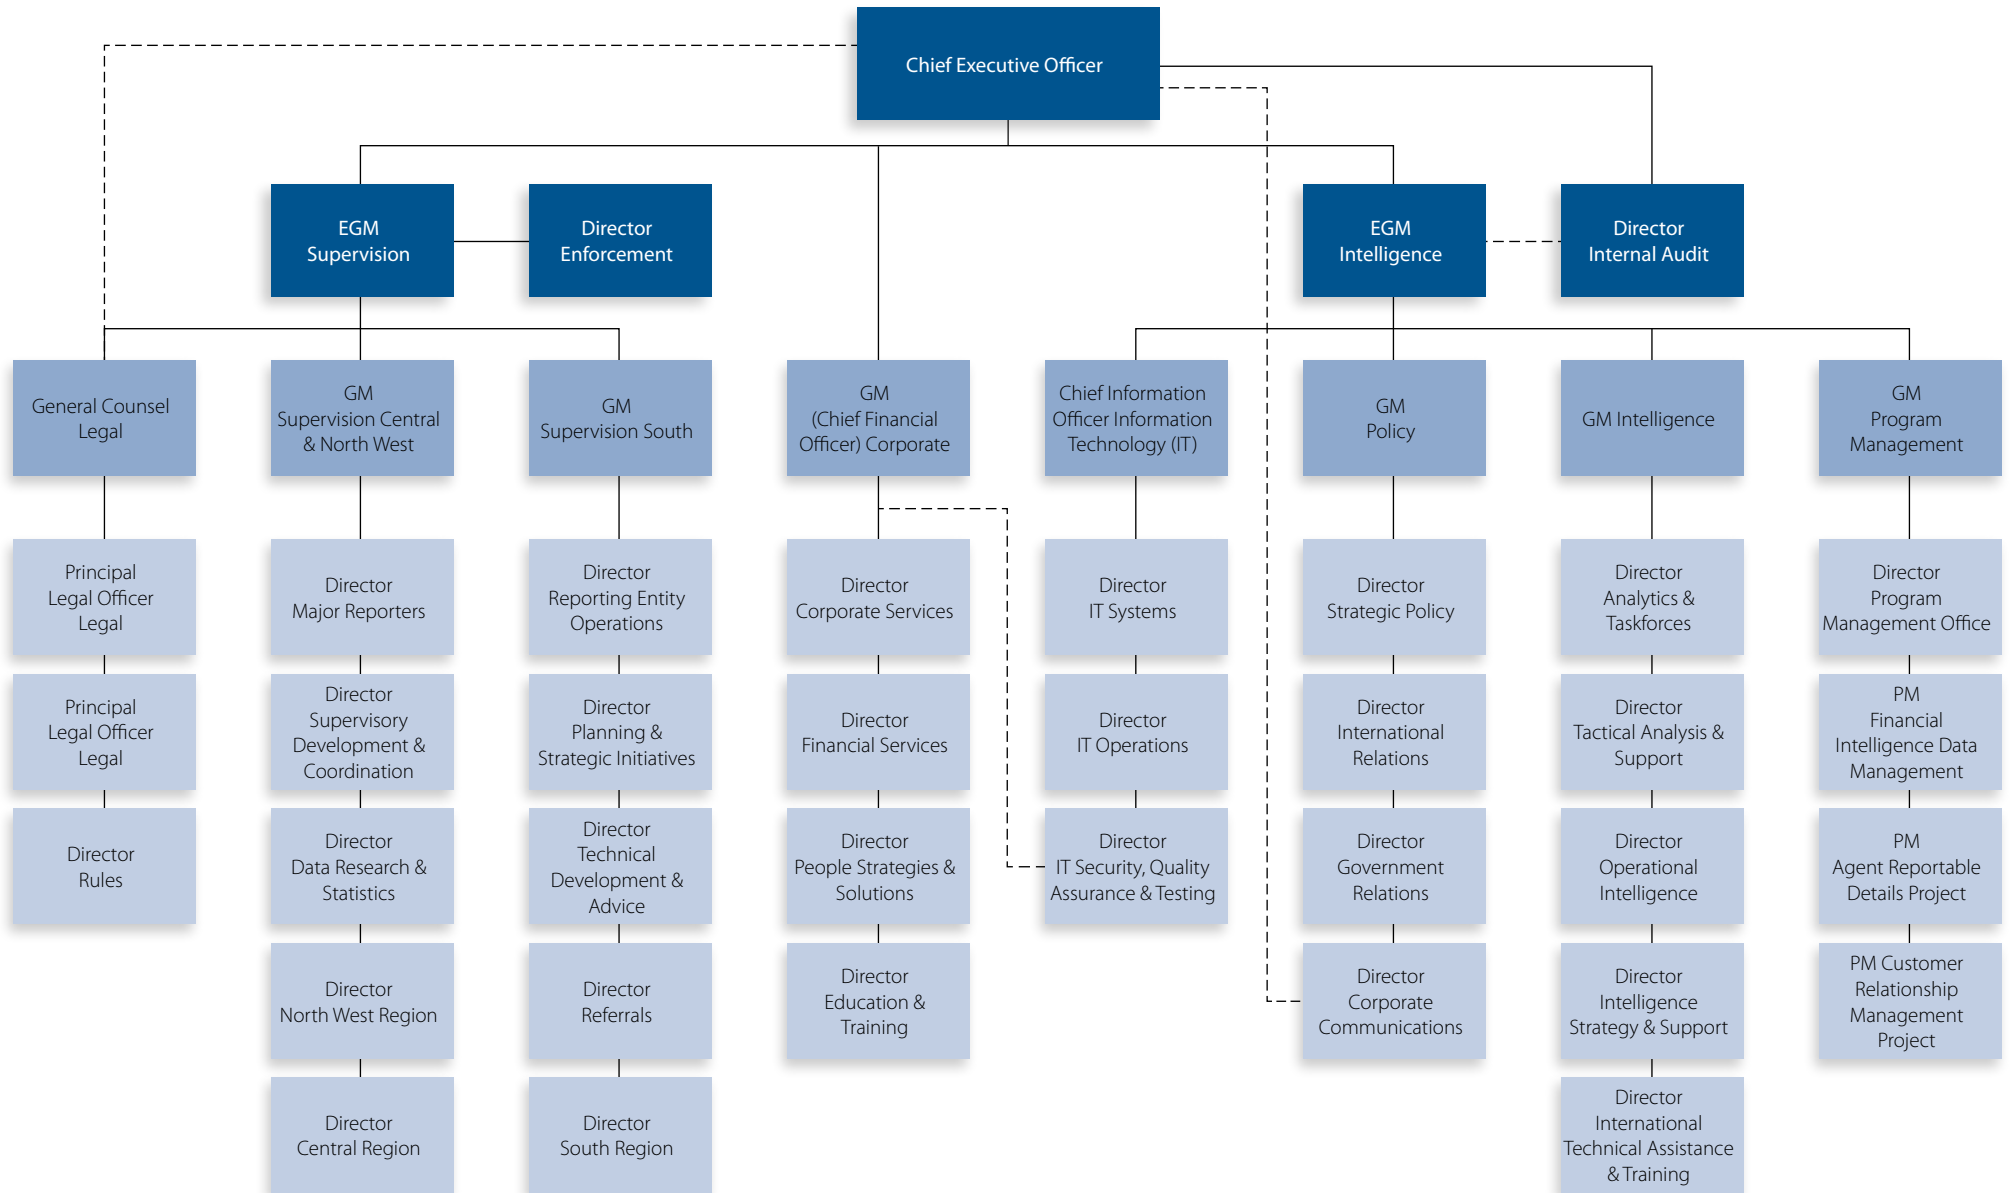 Chief Executive Officer
EGM
Supervision
Director
Enforcement
EGM
Intelligence
Director
Internal Audit
General Counsel
Legal
GM
Supervision Central
& North West
GM
Supervision South
GM
(Chief Financial
Officer) Corporate
Chief Information
Officer Information
Technology (IT)
GM
Policy
GM Intelligence
GM
Program
Management
Principal
Legal Officer
Legal
Director
Major Reporters
Director
Reporting Entity
Operations
Director
Corporate Services
Director
IT Systems
Director
Strategic Policy
Director
Analytics &
Taskforces
Director
Program
Management Office
Principal
Legal Officer
Legal
Director
Supervisory
Development &
Coordination
Director
Planning &
Strategic Initiatives
Director
Financial Services
Director
IT Operations
Director
International
Relations
Director
Tactical Analysis &
Support
PM
Financial
Intelligence Data
Management
Director
Rules
Director
Data Research &
Statistics
Director
Technical
Development &
Advice
Director
People Strategies &
Solutions
Director
IT Security, Quality
Assurance & Testing
Director
Government
Relations
Director
Operational
Intelligence
PM
Agent Reportable
Details Project
Director
North West Region
Director
Referrals
Director
Education &
Training
Director
Corporate
Communications
Director
Intelligence
Strategy & Support
PM Customer
Relationship
Management
Project
Director
Central Region
Director
South Region
Director
International
Technical Assistance
& Training